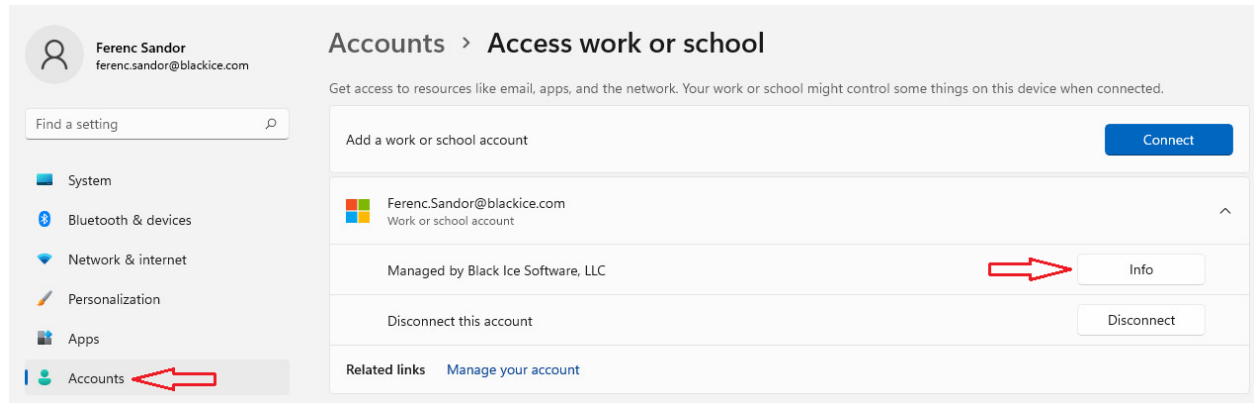 Ferenc Sandor
ferenc.sandor@blackice.com
Find a setting
System
Bluetooth & devices
Network & internet
Personalization
Apps
Accounts
Accounts > Access work or school
Get access to resources like email, apps, and the network. Your work or school might control some things on this device when connected.
Add a work or school account
Connect
Ferenc.Sandor@blackice.com
Work or school account
Managed by Black Ice Software, LLC
Info
Disconnect this account
Disconnect
Related links Manage your account